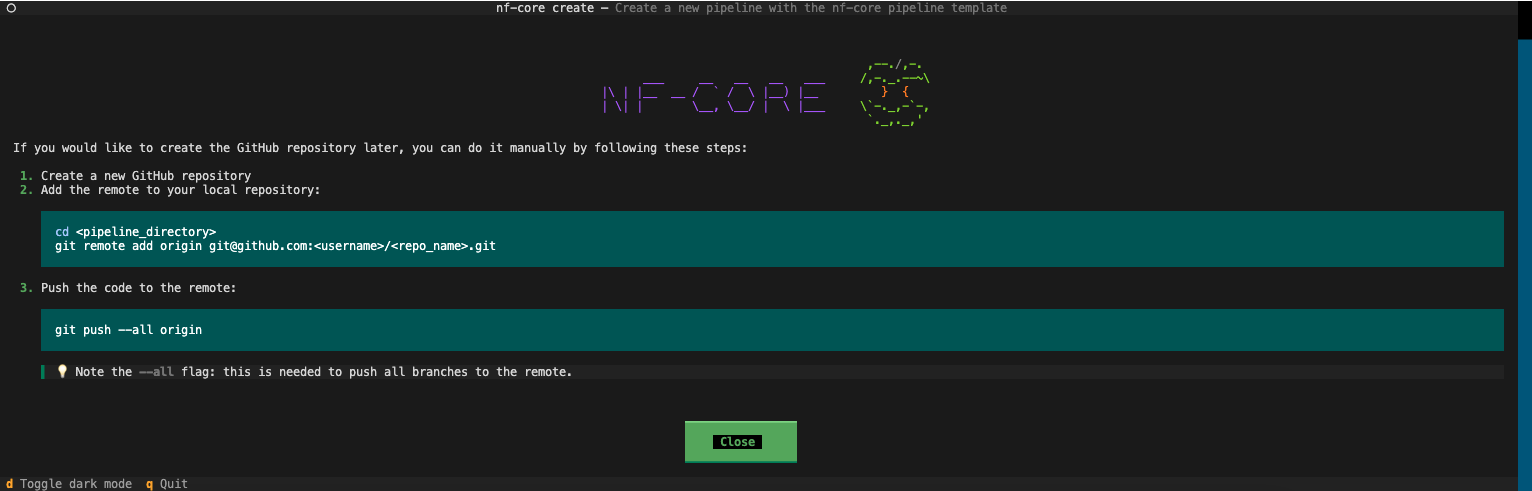 nf-core create — Create a new pipeline with the nf-core pipeline template
NF-CORE
If you would like to create the GitHub repository later, you can do it manually by following these steps:
1. Create a new GitHub repository
2. Add the remote to your local repository:
cd <pipeline_directory>
git remote add origin git@github.com:<username>/<repo_name>.git
3. Push the code to the remote:
git push --all origin
💡 Note the --all flag: this is needed to push all branches to the remote.
Close
d Toggle dark mode q Quit